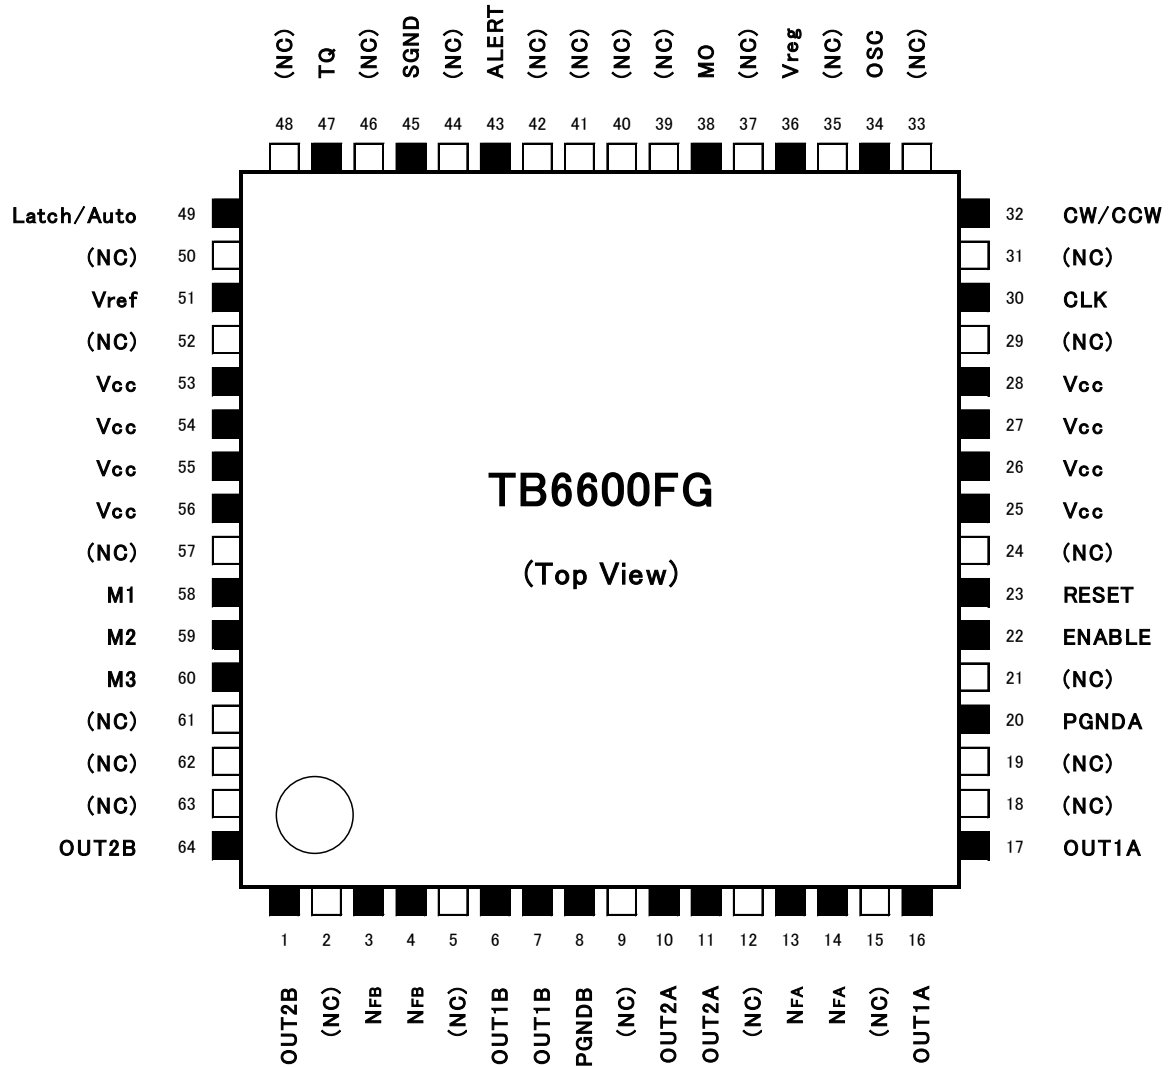 (NC) TQ (NC) SGND (NC) ALERT (NC) (NC) (NC) (NC) MO (NC) Vreg (NC) OSC (NC)
48 47 46 45 44 43 42 41 40 39 38 37 36 35 34 33
Latch/Auto 49 32 CW/CCW
(NC) 50 31 (NC)
Vref 51 30 CLK
(NC) 52 29 (NC)
Vcc 53 28 Vcc
Vcc 54 27 Vcc
Vcc 55 26 Vcc
Vcc 56 25 Vcc
TB6600FG
(NC) 57 24 (NC)
(Top View)
M1 58 23 RESET
M2 59 22 ENABLE
M3 60 21 (NC)
(NC) 61 20 PGNDA
(NC) 62 19 (NC)
(NC) 63 18 (NC)
OUT2B 64 17 OUT1A
1 2 3 4 5 6 7 8 9 10 11 12 13 14 15 16
OUT2B (NC) NFB NFB (NC) OUT1B OUT1B PGNDB (NC) OUT2A OUT2A (NC) NFA NFA (NC) OUT1A